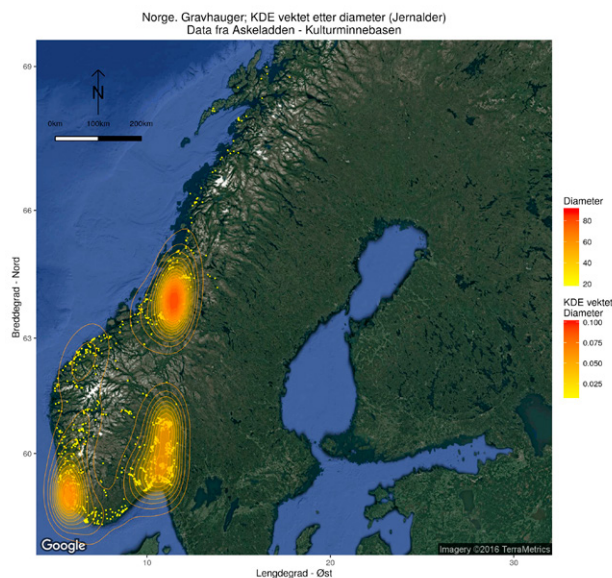 Norge. Gravhauger; KDE vektet etter diameter (Jernalder)
Data fra Askeladden - Kulturminnebasen
69
N
0km 100km 200km
66
63
60
Breddegrad - Nord
Diameter
80
60
40
20
KDE vektet
Diameter
0.100
0.075
0.050
0.025
Google
Imagery ©2016 TerraMetrics
10 20 30
Lengdegrad - Øst